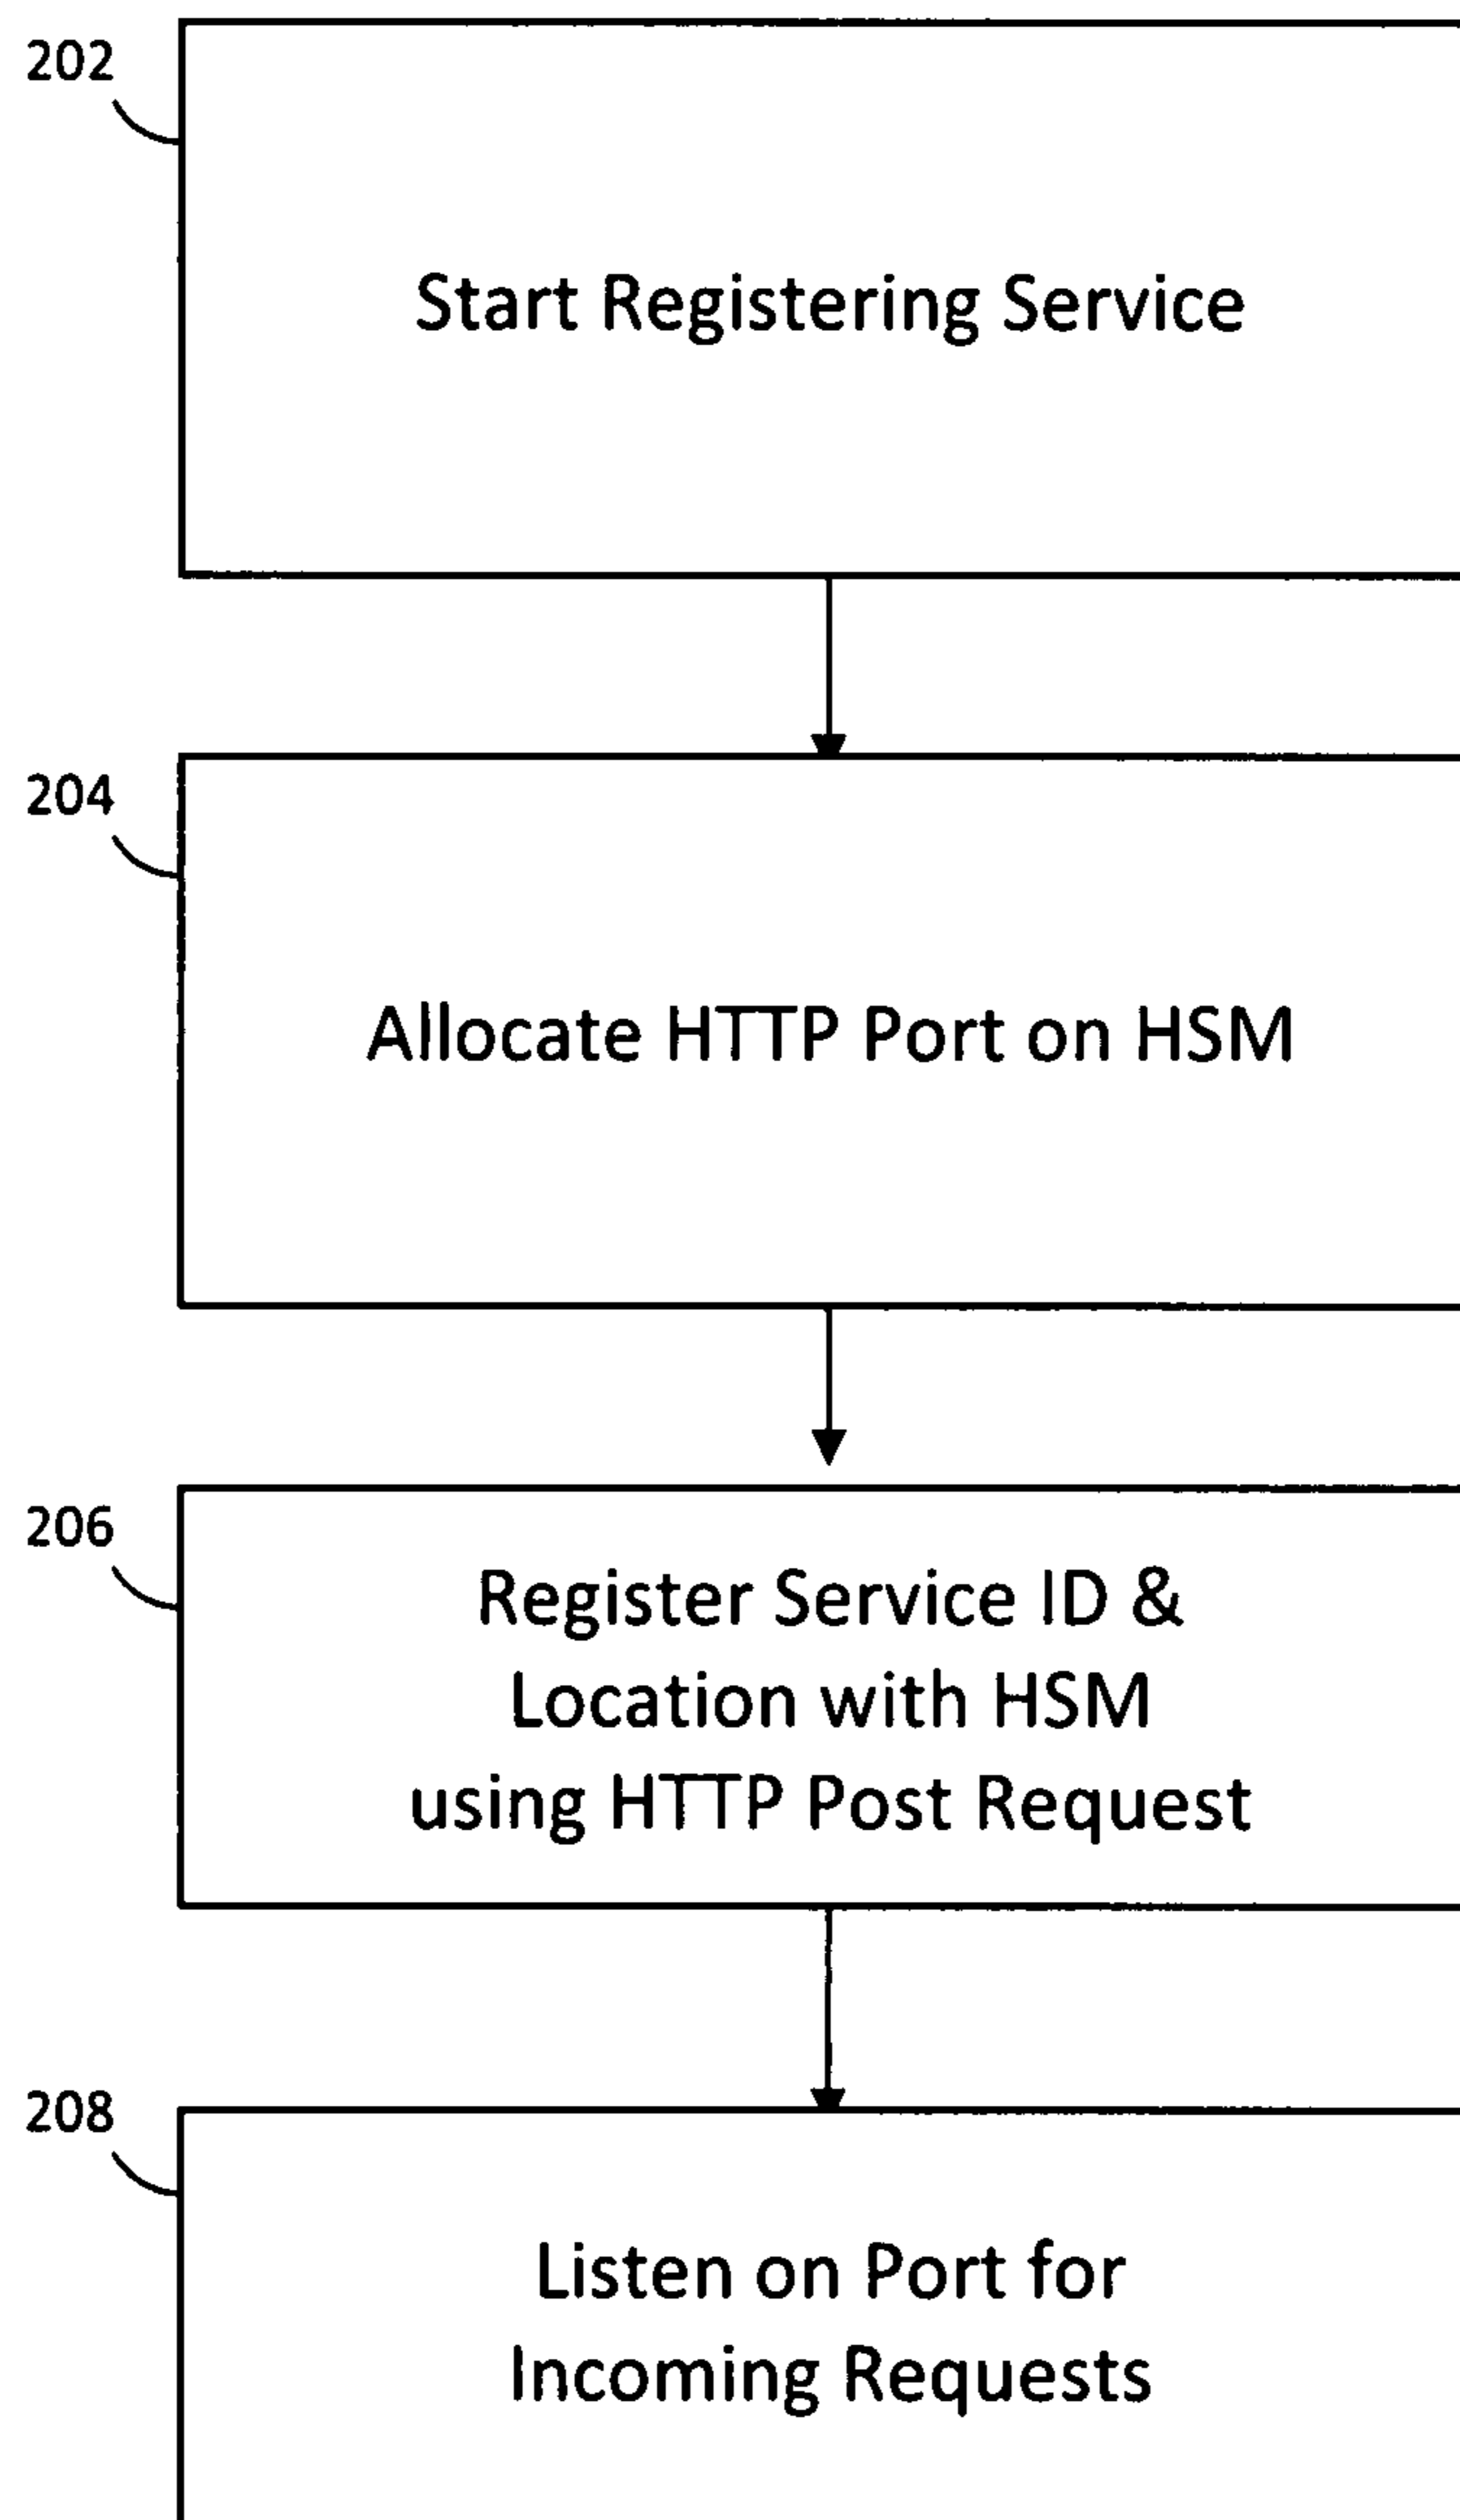 202
Start Registering Service
204
Allocate HTTP Port on HSM
206
Register Service ID &
Location with HSM
using HTTP Post Request
208
Listen on Port for
Incoming Requests